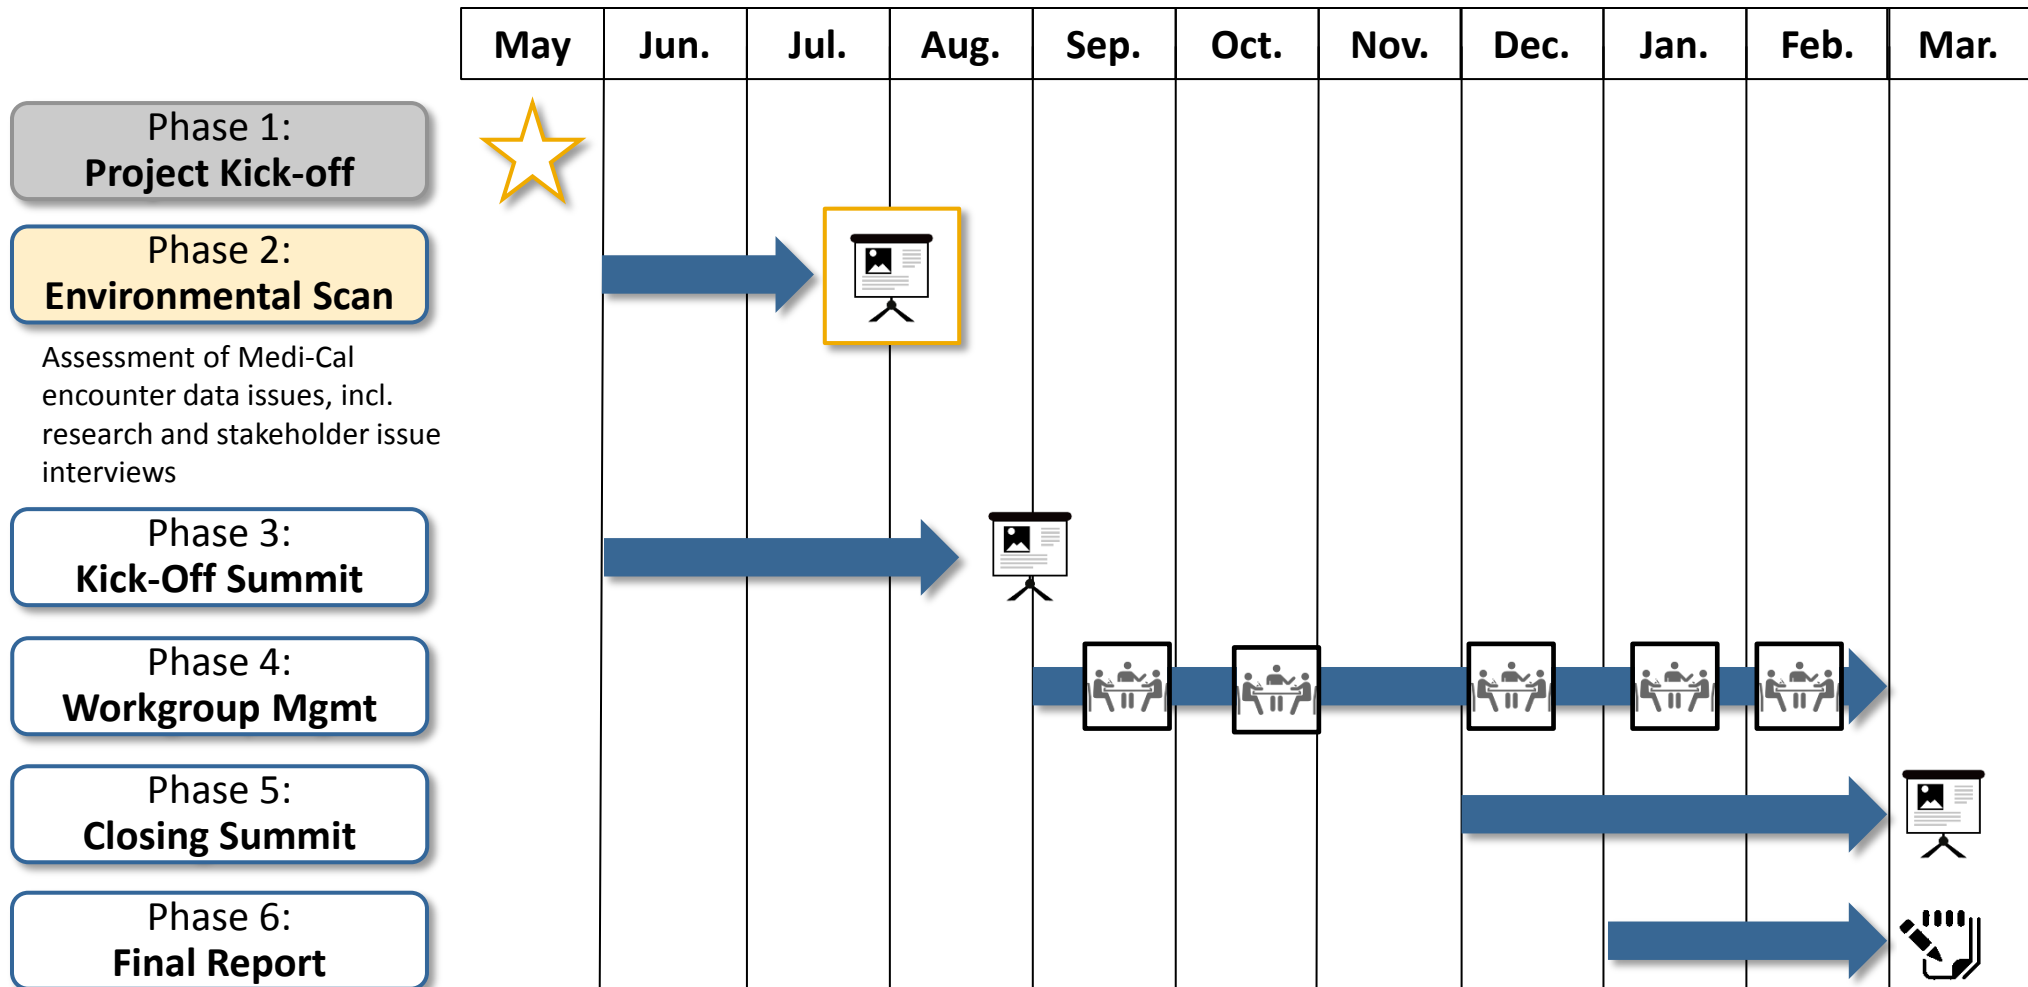 May Jun. Jul. Aug. Sep. Oct. Nov. Dec. Jan. Feb. Mar.
Phase 1:
Project Kick-off
Phase 2:
Environmental Scan
Assessment of Medi-Cal
encounter data issues, incl.
research and stakeholder issue
interviews
Phase 3:
Kick-Off Summit
Phase 4:
Workgroup Mgmt
Phase 5:
Closing Summit
Phase 6:
Final Report